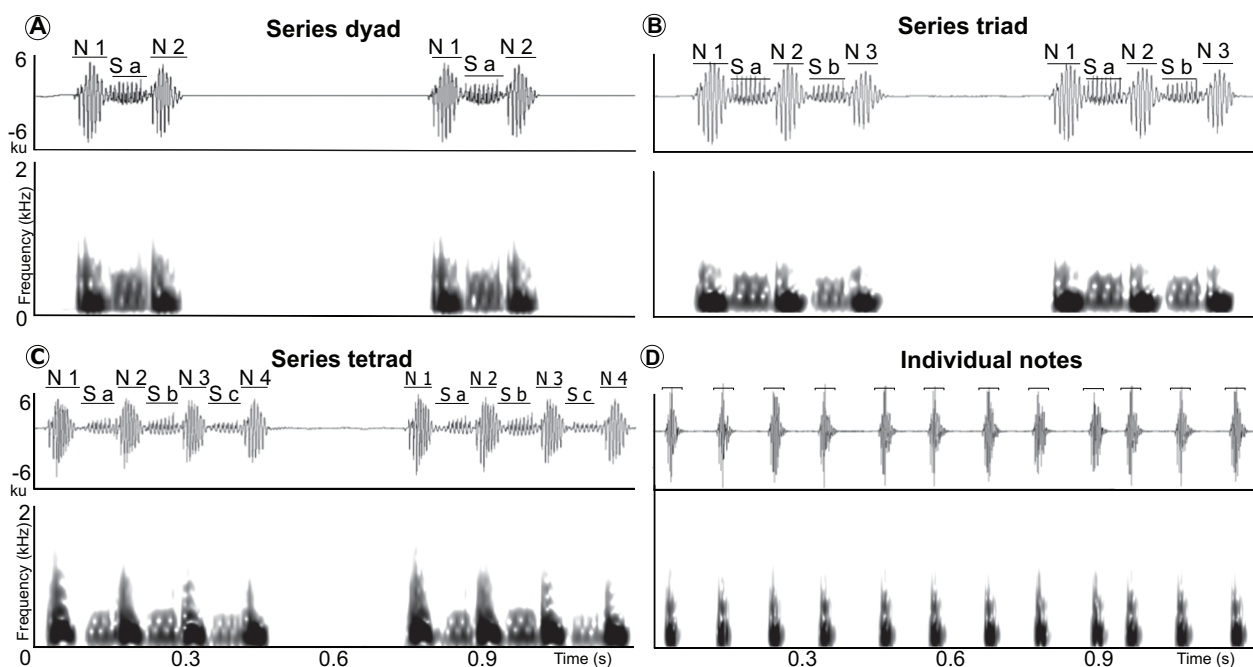 A Series dyad
N 1 S a N 2 N 1 S a N 2
6
-6
ku
2
Frequency (kHz)
0
B Series triad
N 1 S a N 2 S b N 3 N 1 S a N 2 S b N 3
C Series tetrad
N 1 S a N 2 S b N 3 S c N 4 N 1 S a N 2 S b N 3 S c N 4
6
-6
ku
2
Frequency (kHz)
0 0.3 0.6 0.9 Time (s)
D Individual notes
0.3 0.6 0.9 Time (s)